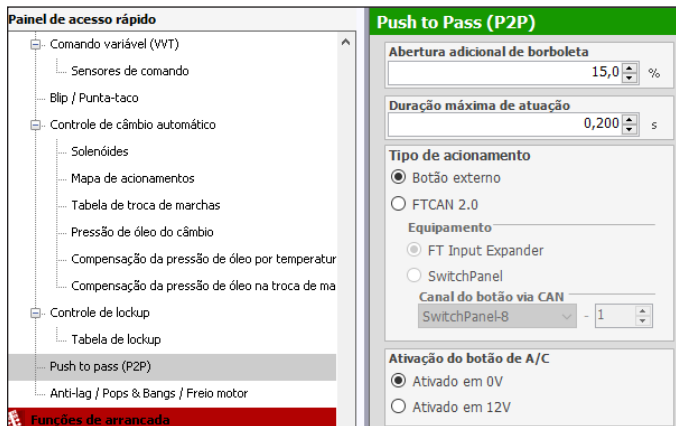 Painel de acesso rápido
Comando variável (VVT)
Sensores de comando
Blip / Punta-taco
Controle de câmbio automático
Solenóides
Mapa de acionamentos
Tabela de troca de marchas
Pressão de óleo do câmbio
Compensação da pressão de óleo por temperatur
Compensação da pressão de óleo na troca de ma
Controle de lockup
Tabela de lockup
Push to pass (P2P)
Anti-lag / Pops & Bangs / Freio motor
Funções de arrancada
Push to Pass (P2P)
Abertura adicional de borboleta
15,0 %
Duração máxima de atuação
0,200 s
Tipo de acionamento
Botão externo
FTCAN 2.0
Equipamento
FT Input Expander
SwitchPanel
Canal do botão via CAN
SwitchPanel-8 - 1
Ativação do botão de A/C
Ativado em 0V
Ativado em 12V